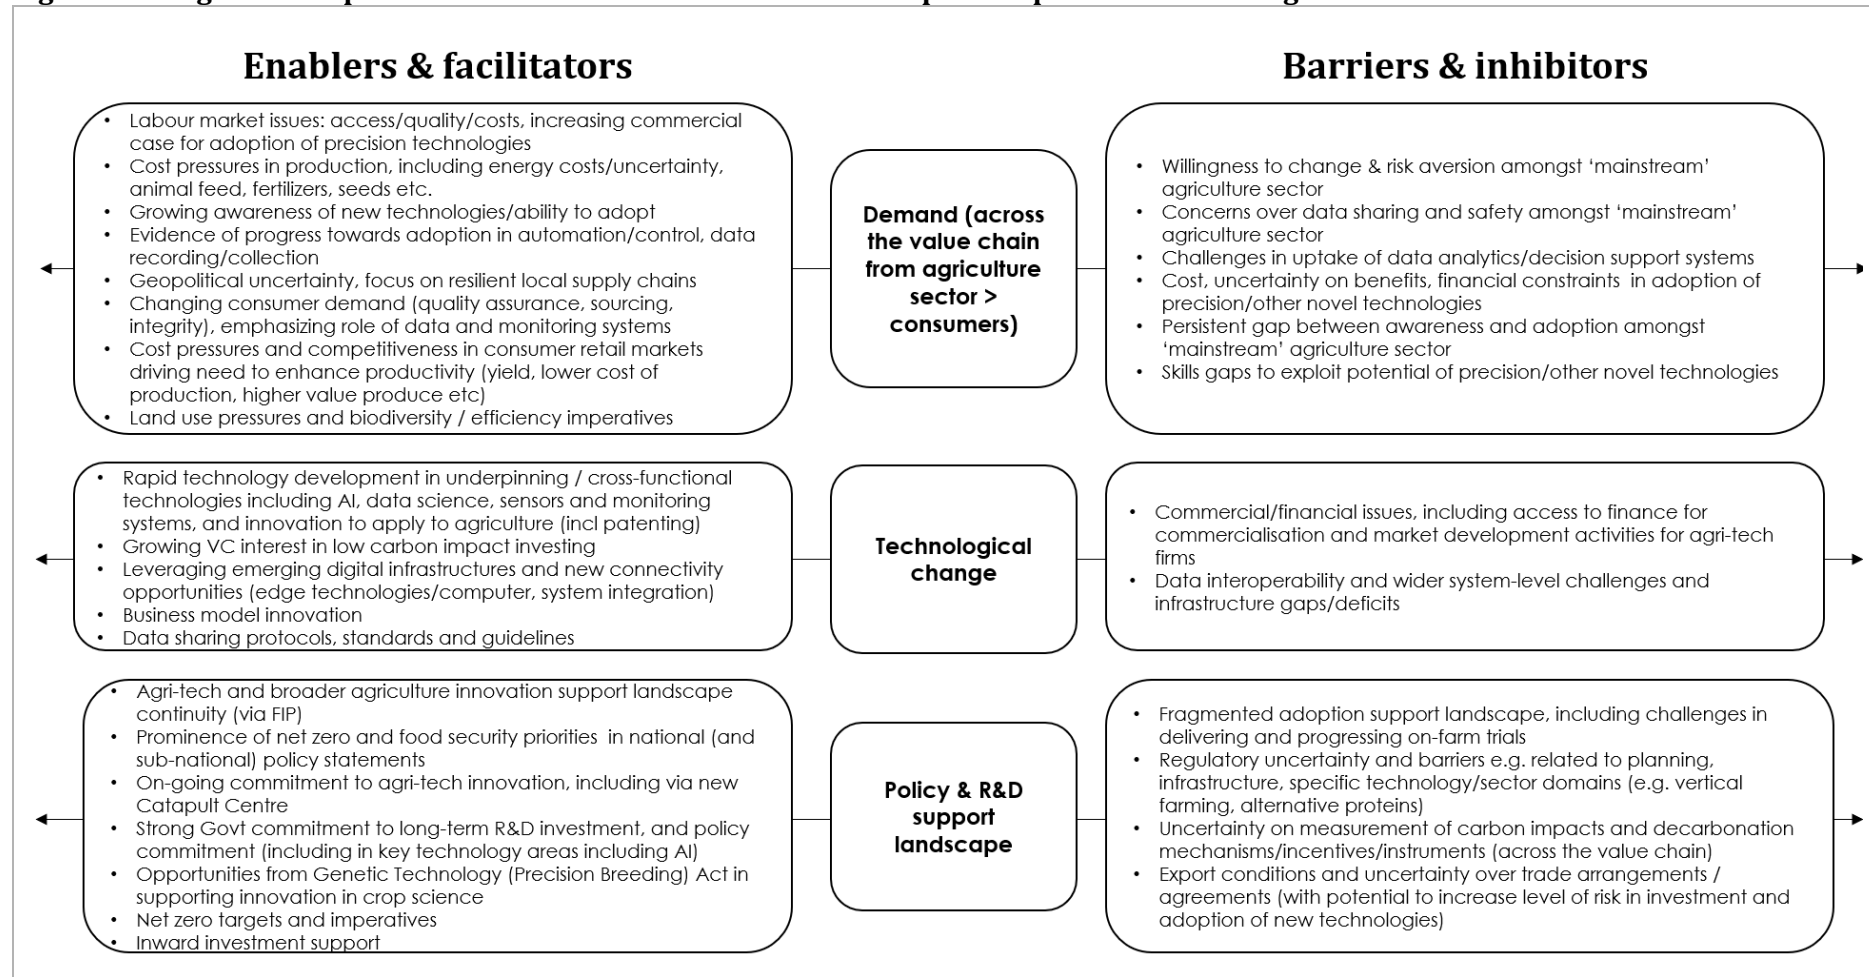 Enablers & facilitators
Barriers & inhibitors
• Labour market issues: access/quality/costs, increasing commercial
case for adoption of precision technologies
• Cost pressures in production, including energy costs/uncertainty,
animal feed, fertilizers, seeds etc.
• Growing awareness of new technologies/ability to adopt
• Evidence of progress towards adoption in automation/control, data
recording/collection
• Geopolitical uncertainty, focus on resilient local supply chains
• Changing consumer demand (quality assurance, sourcing,
integrity), emphasizing role of data and monitoring systems
• Cost pressures and competitiveness in consumer retail markets
driving need to enhance productivity (yield, lower cost of
production, higher value produce etc)
• Land use pressures and biodiversity / efficiency imperatives
Demand (across
the value chain
from agriculture
sector >
consumers)
• Willingness to change & risk aversion amongst ‘mainstream’
agriculture sector
• Concerns over data sharing and safety amongst ‘mainstream’
agriculture sector
• Challenges in uptake of data analytics/decision support systems
• Cost, uncertainty on benefits, financial constraints in adoption of
precision/other novel technologies
• Persistent gap between awareness and adoption amongst
‘mainstream’ agriculture sector
• Skills gaps to exploit potential of precision/other novel technologies
• Rapid technology development in underpinning / cross-functional
technologies including AI, data science, sensors and monitoring
systems, and innovation to apply to agriculture (incl patenting)
• Growing VC interest in low carbon impact investing
• Leveraging emerging digital infrastructures and new connectivity
opportunities (edge technologies/computer, system integration)
• Business model innovation
• Data sharing protocols, standards and guidelines
Technological
change
• Commercial/financial issues, including access to finance for
commercialisation and market development activities for agri-tech
firms
• Data interoperability and wider system-level challenges and
infrastructure gaps/deficits
• Agri-tech and broader agriculture innovation support landscape
continuity (via FIP)
• Prominence of net zero and food security priorities in national (and
sub-national) policy statements
• On-going commitment to agri-tech innovation, including via new
Catapult Centre
• Strong Govt commitment to long-term R&D investment, and policy
commitment (including in key technology areas including AI)
• Opportunities from Genetic Technology (Precision Breeding) Act in
supporting innovation in crop science
• Net zero targets and imperatives
• Inward investment support
Policy & R&D
support
landscape
• Fragmented adoption support landscape, including challenges in
delivering and progressing on-farm trials
• Regulatory uncertainty and barriers e.g. related to planning,
infrastructure, specific technology/sector domains (e.g. vertical
farming, alternative proteins)
• Uncertainty on measurement of carbon impacts and decarbonation
mechanisms/incentives/instruments (across the value chain)
• Export conditions and uncertainty over trade arrangements /
agreements (with potential to increase level of risk in investment and
adoption of new technologies)